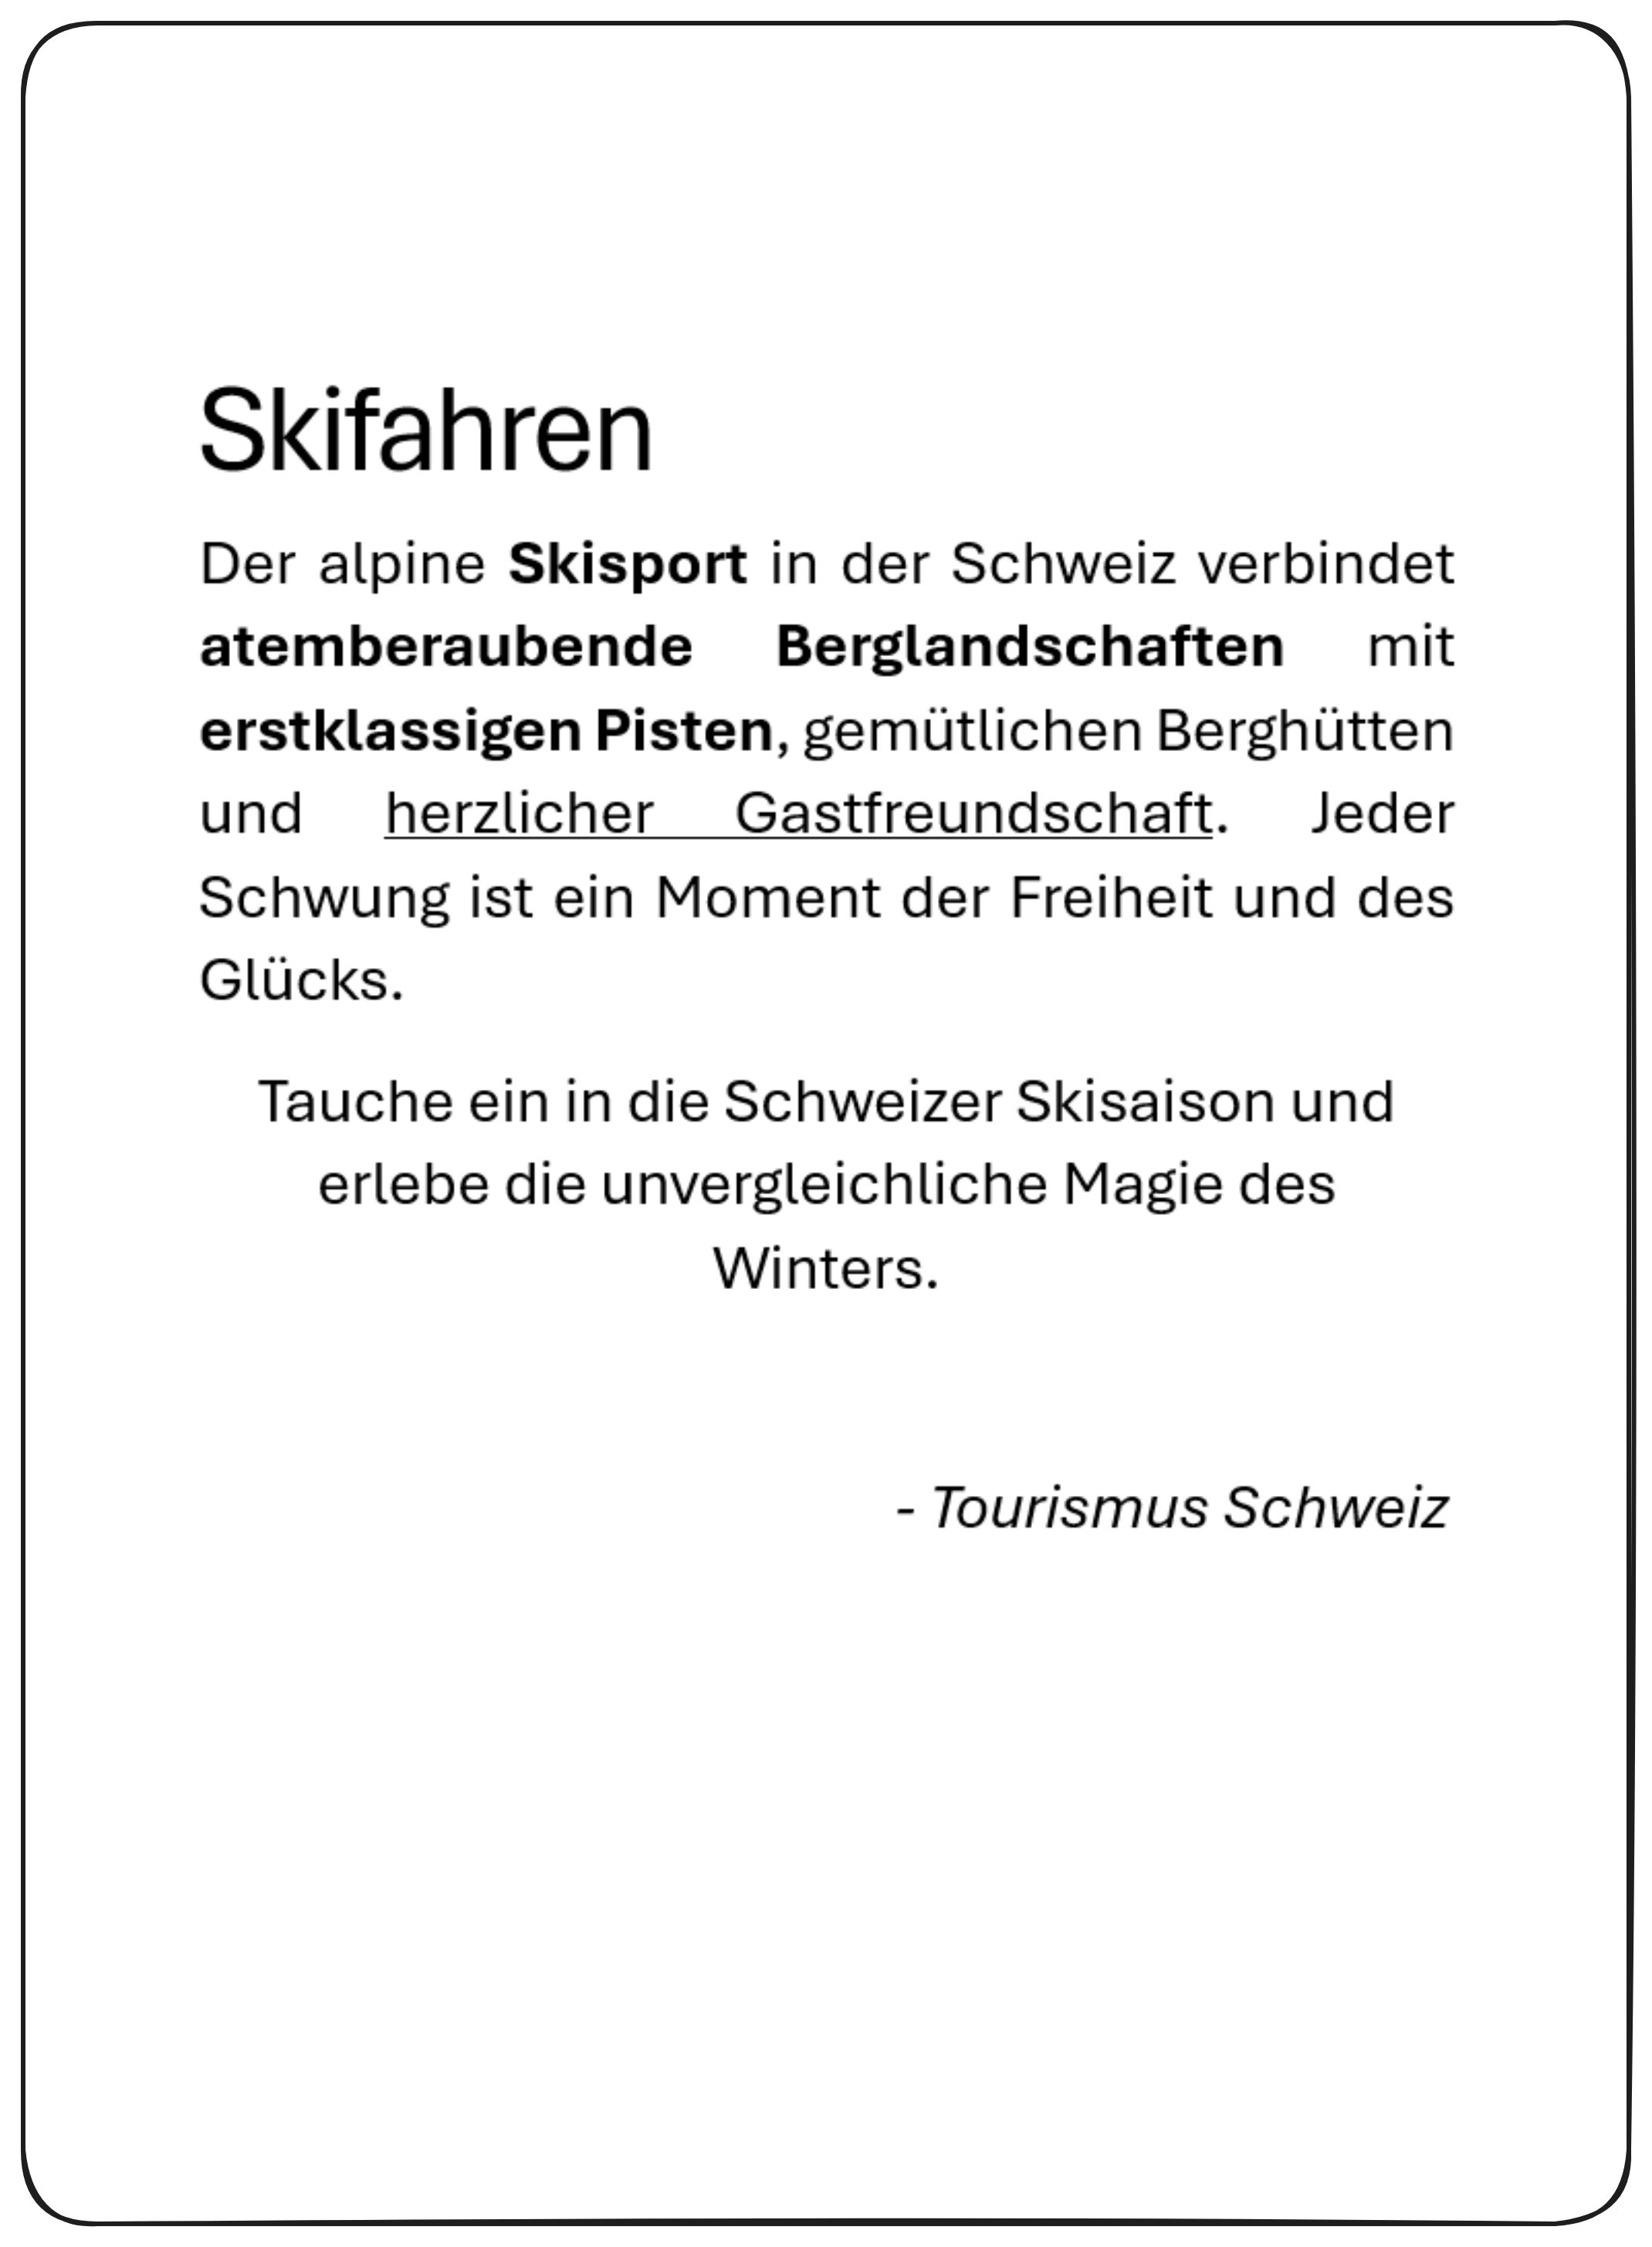 Skifahren
Der alpine Skisport in der Schweiz verbindet
atemberaubende Berglandschaften mit
erstklassigen Pisten, gemütlichen Berghütten
und herzlicher Gastfreundschaft. Jeder
Schwung ist ein Moment der Freiheit und des
Glücks.
Tauche ein in die Schweizer Skisaison und
erlebe die unvergleichliche Magie des
Winters.
- Tourismus Schweiz